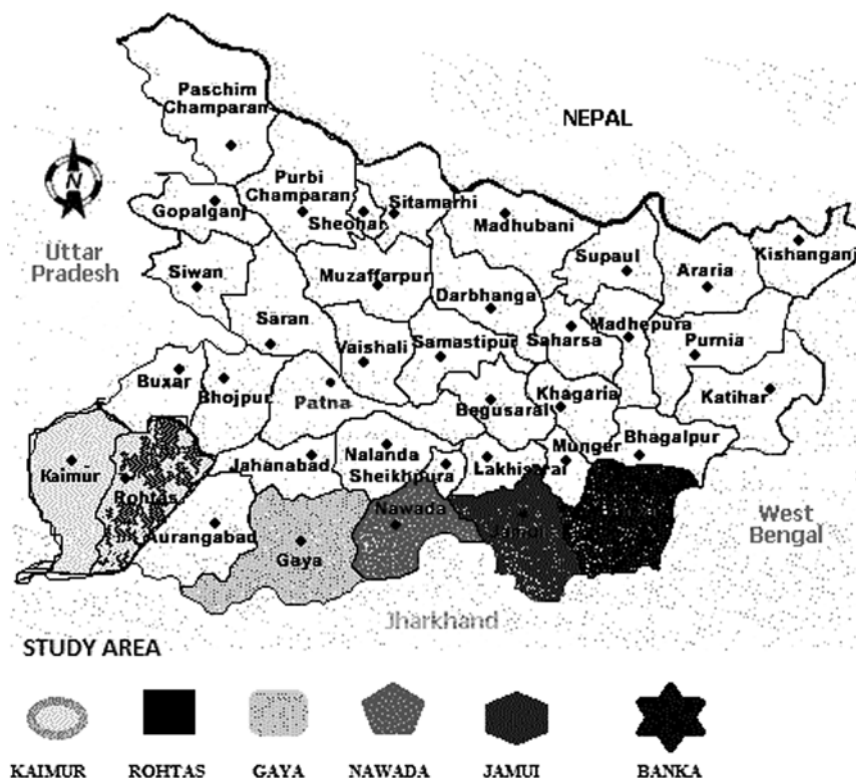 Paschim
Champaran
NEPAL
N
Purbi
Champaran
Sitamarhi
Gopalganj
Sheohar
Madhubani
Uttar
Pradesh
Kishanganj
Supaul
Araria
Siwan
Muzaffarpur
Darbhanga
Saran
Madhepura
Saharsa
Samastipur
Vaishali
Purnia
Buxar
Bhojpur
Patna
Khagaria
Katihar
Begusarai
Munger
Bhagalpur
Nalanda
Jahanabad
Sheikhpura
Lakhisarai
Kaimur
Rohtas
Nawada
West
Bengal
Aurangabad
Jamui
Gaya
Jharkhand
STUDY AREA
KAIMUR ROHTAS GAYA NAWADA JAMUI BANKA